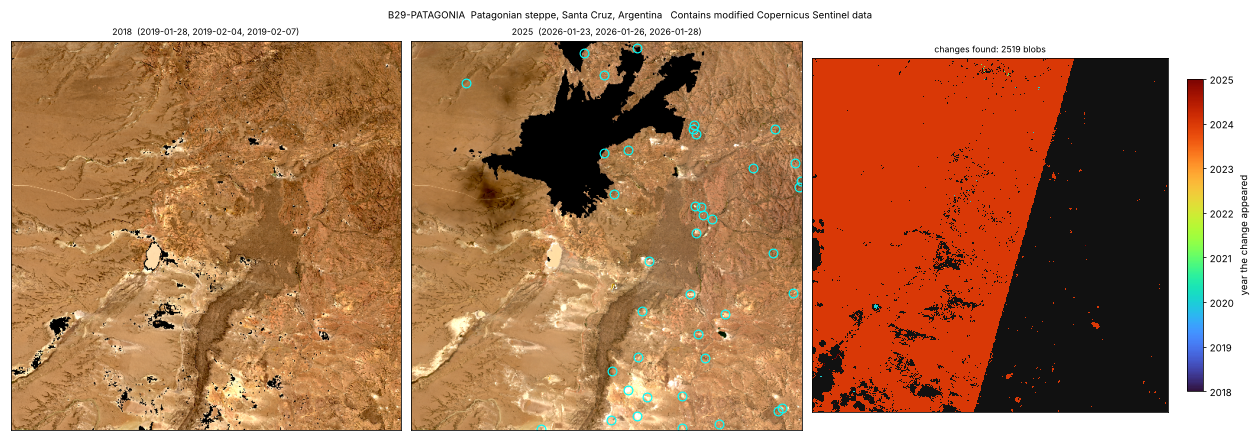 B29-PATAGONIA  Patagonian steppe, Santa Cruz, Argentina   Contains modified Copernicus Sentinel data
2018  (2019-01-28, 2019-02-04, 2019-02-07)
2025  (2026-01-23, 2026-01-26, 2026-01-28)
changes found: 2519 blobs
2025
2024
2023
2022
2021
2020
2019
2018
year the change appeared